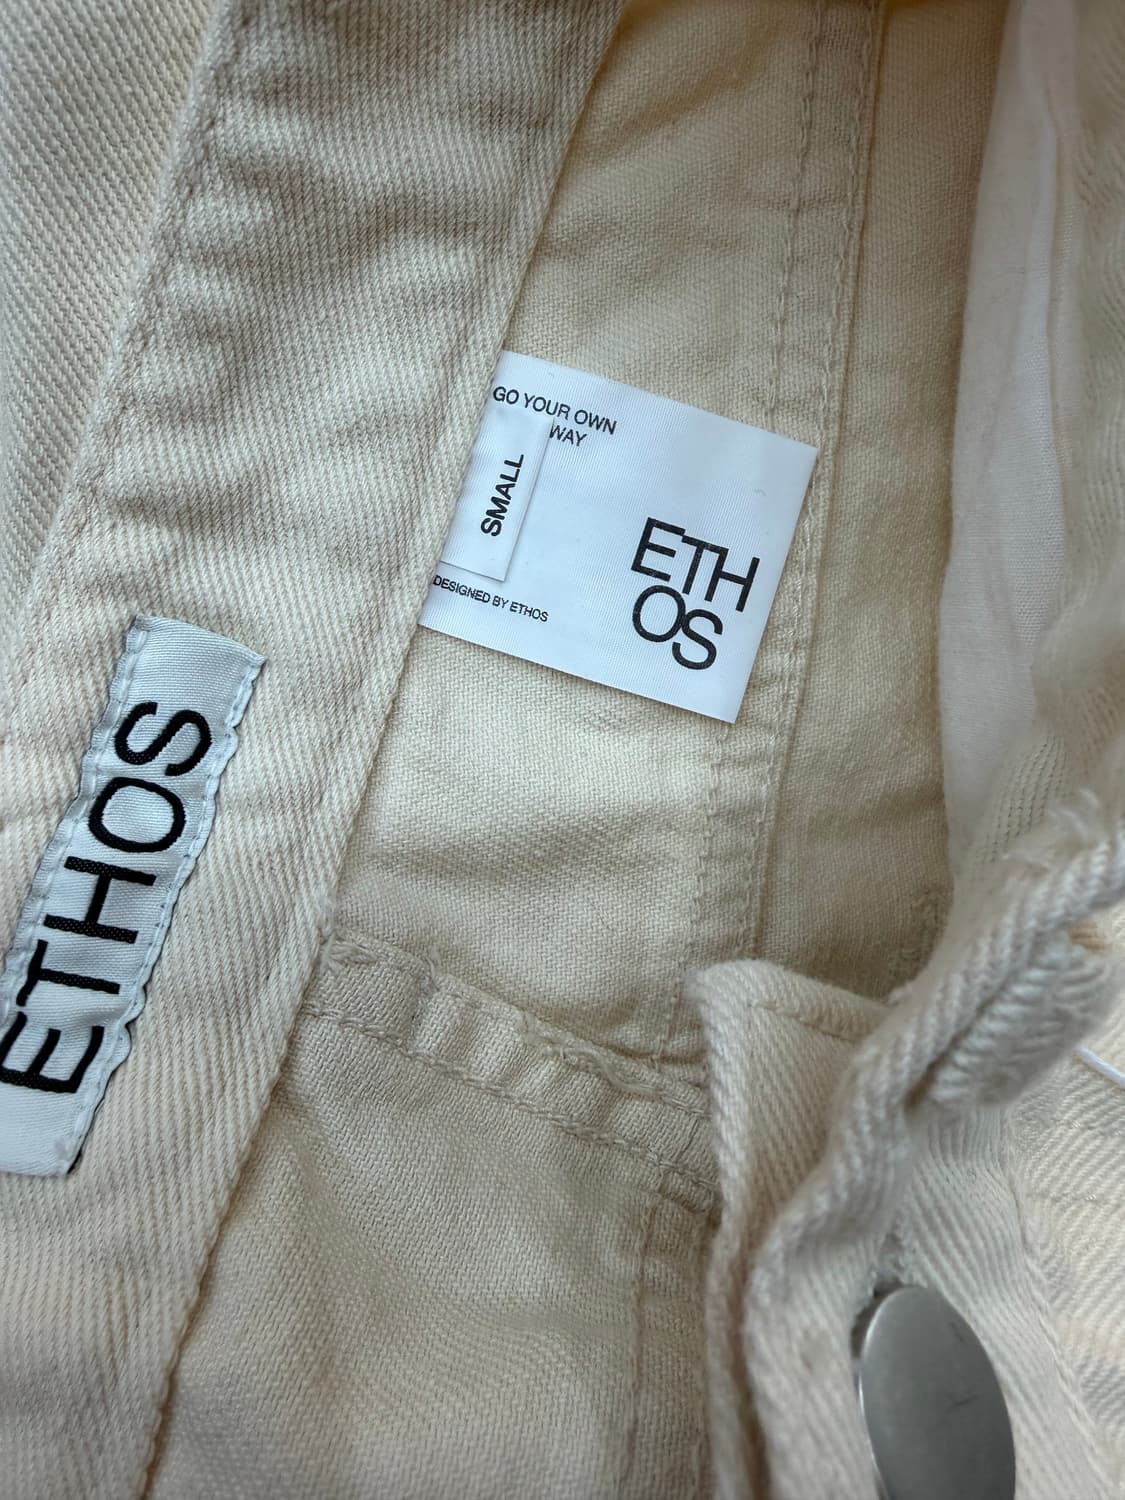 GO YOUR OWN
WAY
SMALL
ETH
OS
DESIGNED BY ETHOS
ETHOS